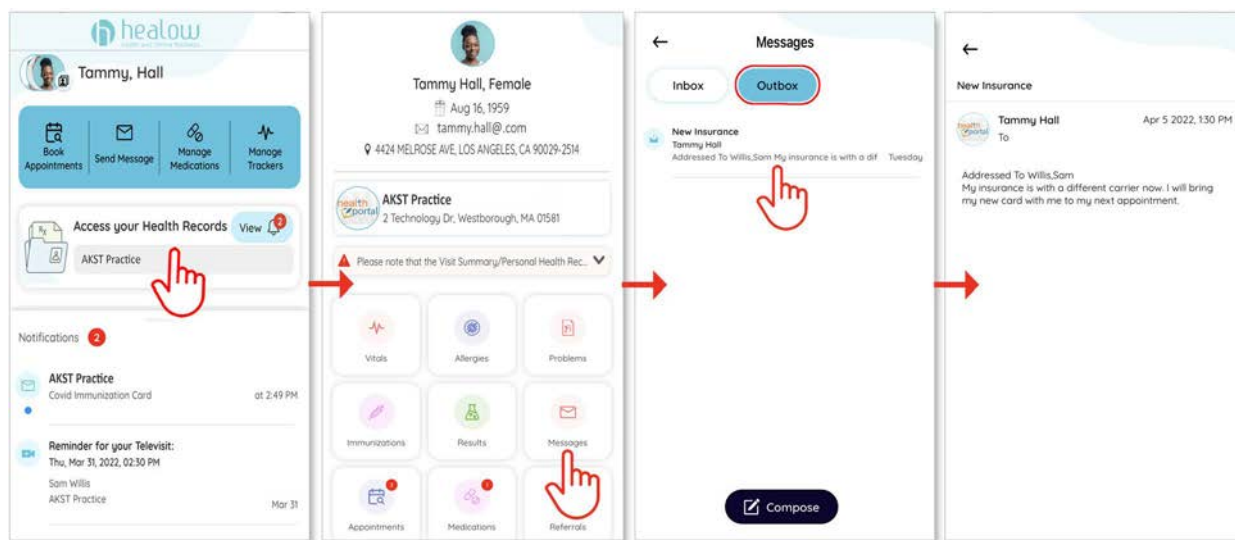 healow
Tammy, Hall
Book
Appointments
Send Message
Manage
Medications
Manage
Trackers
Access your Health Records
View
2
AKST Practice
Notifications
2
AKST Practice
Covid Immunization Card
at 2:49 PM
Reminder for your Televisit:
Thu, Mar 31, 2022, 02:30 PM
Sam Willis
AKST Practice
Mar 31
Tammy Hall, Female
Aug 16, 1959
tammy.hall@.com
4424 MELROSE AVE, LOS ANGELES, CA 90029-2514
health
portal
AKST Practice
2 Technology Dr, Westborough, MA 01581
Please note that the Visit Summary/Personal Health Rec...
Vitals
Allergies
Problems
Immunizations
Results
Messages
Appointments
Medications
Referrals
Messages
Inbox
Outbox
New Insurance
Tammy Hall
Addressed To Willis,Sam My insurance is with a dif
Tuesday
Compose
New Insurance
health
portal
Tammy Hall
Apr 5 2022, 1:30 PM
To
Addressed To Willis,Sam
My insurance is with a different carrier now. I will bring
my new card with me to my next appointment.